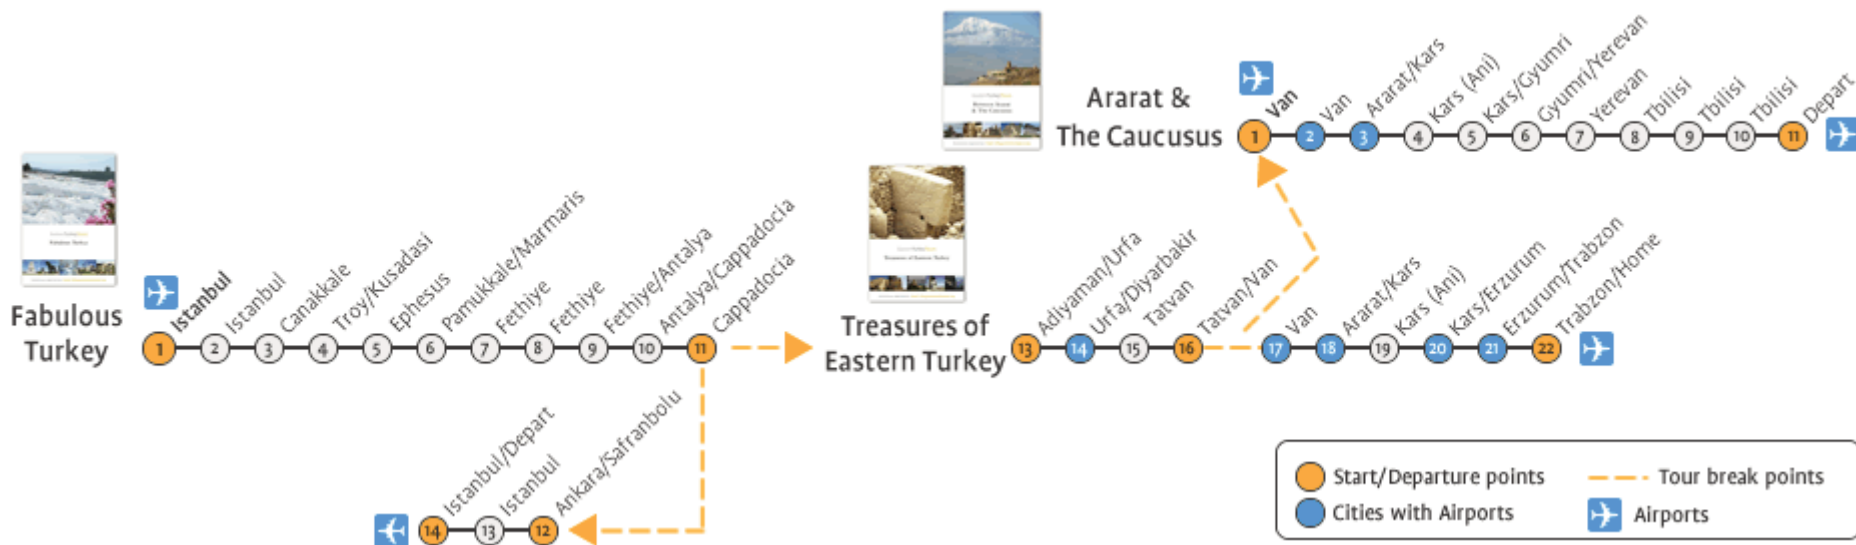 Ararat &
The Caucusus
1 Van
2 Van
3 Ararat/Kars
4 Kars (Ani)
5 Kars/Gyumri
6 Gyumri/Yerevan
7 Yerevan
8 Tbilisi
9 Tbilisi
10 Tbilisi
11 Depart
Fabulous
Turkey
1 Istanbul
2 Istanbul
3 Canakkale
4 Troy/Kusadasi
5 Ephesus
6 Pamukkale/Marmaris
7 Fethiye
8 Fethiye
9 Fethiye/Antalya
10 Antalya/Cappadocia
11 Cappadocia
Treasures of
Eastern Turkey
13 Adiyaman/Urfa
14 Urfa/Diyarbakir
15 Tatvan
16 Tatvan/Van
17 Van
18 Ararat/Kars
19 Kars (Ani)
20 Kars/Erzurum
21 Erzurum/Trabzon
22 Trabzon/Home
14 Istanbul/Depart
13 Istanbul
12 Ankara/Safranbolu
Start/Departure points
Tour break points
Cities with Airports
Airports